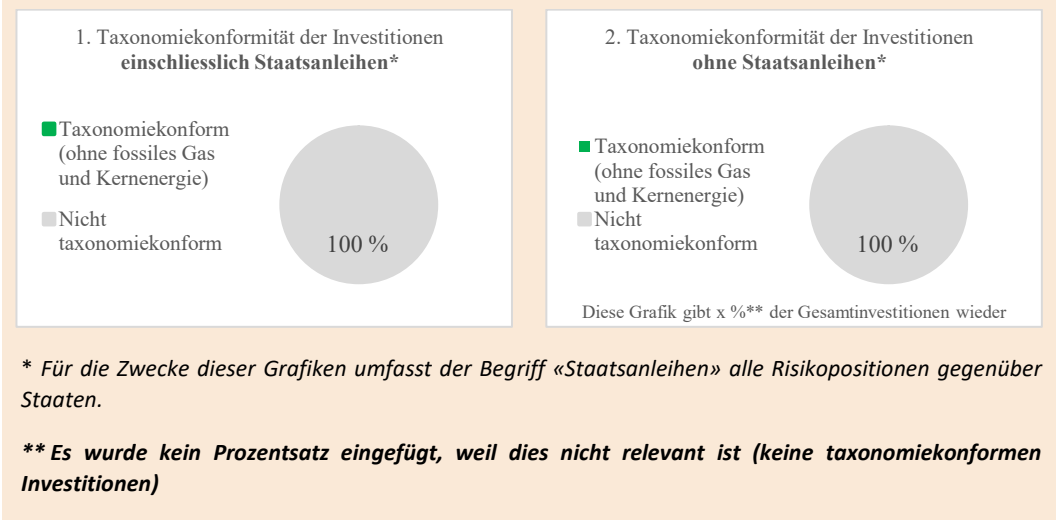 1. Taxonomiekonformität der Investitionen
einschliesslich Staatsanleihen*
Taxonomiekonform
(ohne fossiles Gas
und Kernenergie)
Nicht
taxonomiekonform
100 %
2. Taxonomiekonformität der Investitionen
ohne Staatsanleihen*
Taxonomiekonform
(ohne fossiles Gas
und Kernenergie)
Nicht
taxonomiekonform
100 %
Diese Grafik gibt x %** der Gesamtinvestitionen wieder
* Für die Zwecke dieser Grafiken umfasst der Begriff «Staatsanleihen» alle Risikopositionen gegenüber
Staaten.
** Es wurde kein Prozentsatz eingefügt, weil dies nicht relevant ist (keine taxonomiekonformen
Investitionen)